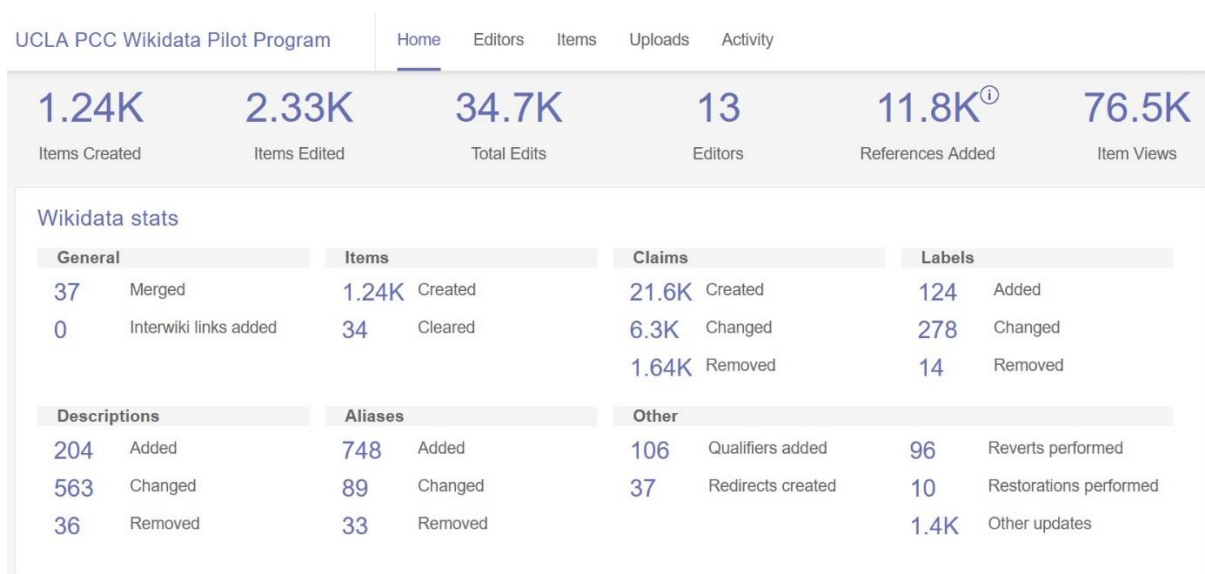 UCLA PCC Wikidata Pilot Program Home Editors Items Uploads Activity
1.24K 2.33K 34.7K 13 11.8K ⓘ 76.5K
Items Created Items Edited Total Edits Editors References Added Item Views
Wikidata stats
General Items Claims Labels
37 Merged 1.24K Created 21.6K Created 124 Added
0 Interwiki links added 34 Cleared 6.3K Changed 278 Changed
1.64K Removed 14 Removed
Descriptions Aliases Other
204 Added 748 Added 106 Qualifiers added 96 Reverts performed
563 Changed 89 Changed 37 Redirects created 10 Restorations performed
36 Removed 33 Removed 1.4K Other updates